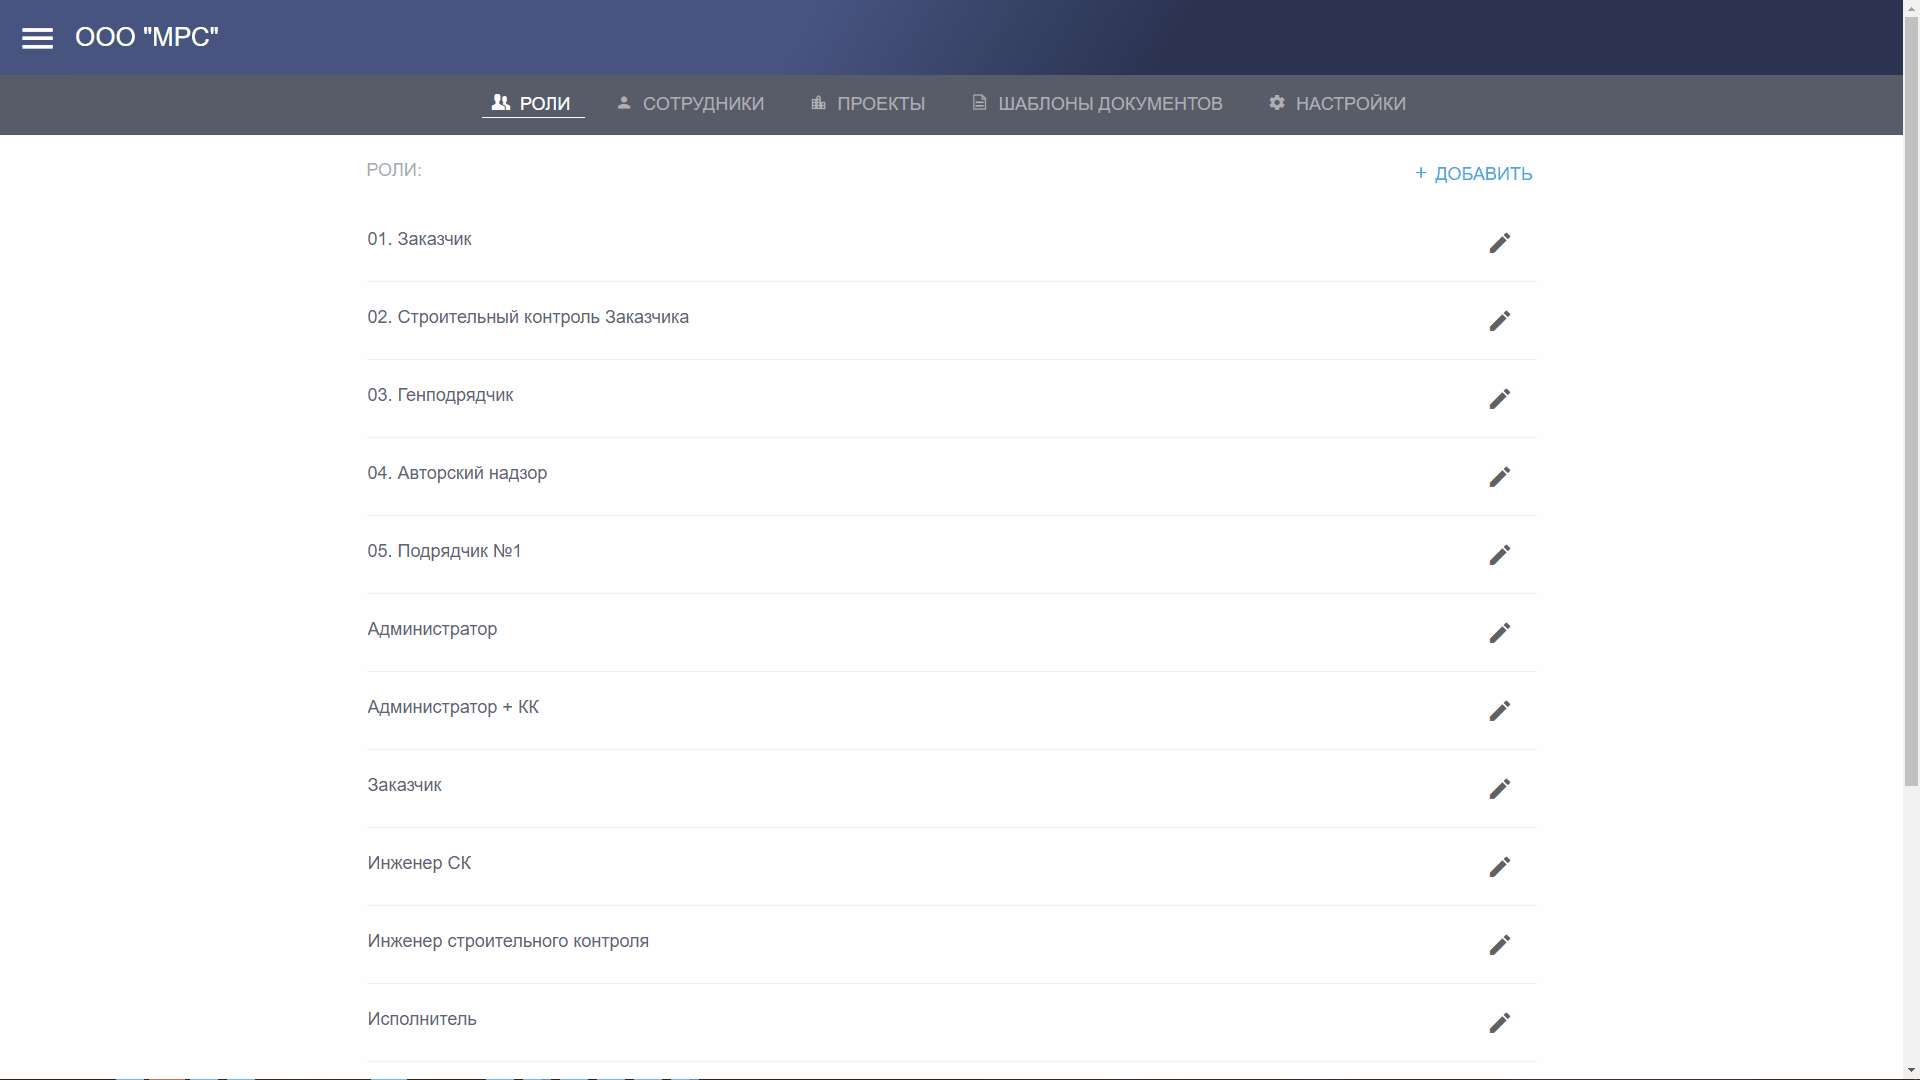 ООО "МРС"
РОЛИ
СОТРУДНИКИ
ПРОЕКТЫ
ШАБЛОНЫ ДОКУМЕНТОВ
НАСТРОЙКИ
РОЛИ:
+ ДОБАВИТЬ
01. Заказчик
02. Строительный контроль Заказчика
03. Генподрядчик
04. Авторский надзор
05. Подрядчик №1
Администратор
Администратор + КК
Заказчик
Инженер СК
Инженер строительного контроля
Исполнитель